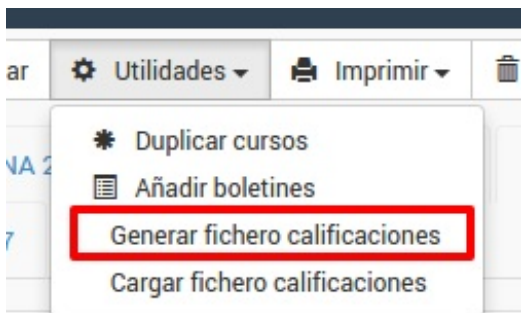 ar Utilidades Imprimir
Duplicar cursos
NA 2
Añadir boletines
7 Generar fichero calificaciones
Cargar fichero calificaciones